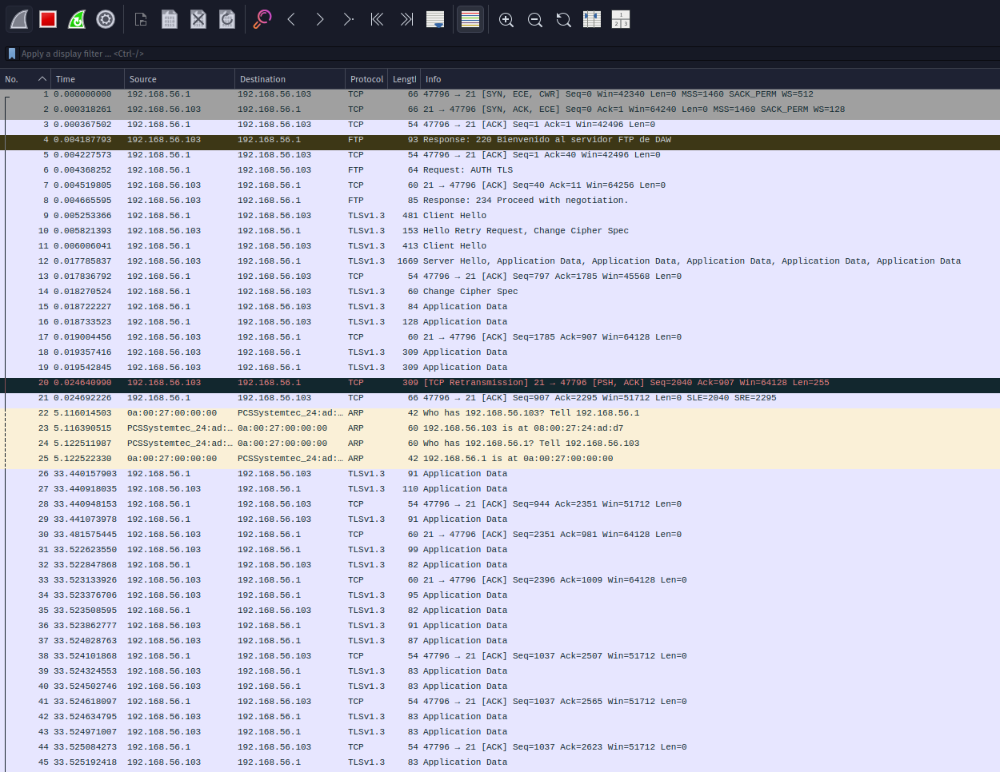 Apply a display filter ... <Ctrl-/>
No. Time Source Destination Protocol Lengtl Info
1 0.000000000 192.168.56.1 192.168.56.103 TCP 66 47796 → 21 [SYN, ECE, CWR] Seq=0 Win=42340 Len=0 MSS=1460 SACK_PERM WS=512
2 0.000318261 192.168.56.103 192.168.56.1 TCP 66 21 → 47796 [SYN, ACK, ECE] Seq=0 Ack=1 Win=64240 Len=0 MSS=1460 SACK_PERM WS=128
3 0.000367502 192.168.56.1 192.168.56.103 TCP 54 47796 → 21 [ACK] Seq=1 Ack=1 Win=42496 Len=0
4 0.004187793 192.168.56.103 192.168.56.1 FTP 93 Response: 220 Bienvenido al servidor FTP de DAW
5 0.004227573 192.168.56.1 192.168.56.103 TCP 54 47796 → 21 [ACK] Seq=1 Ack=40 Win=42496 Len=0
6 0.004368252 192.168.56.1 192.168.56.103 FTP 64 Request: AUTH TLS
7 0.004519805 192.168.56.103 192.168.56.1 TCP 60 21 → 47796 [ACK] Seq=40 Ack=11 Win=64256 Len=0
8 0.004665595 192.168.56.103 192.168.56.1 FTP 85 Response: 234 Proceed with negotiation.
9 0.005253366 192.168.56.1 192.168.56.103 TLSv1.3 481 Client Hello
10 0.005821393 192.168.56.103 192.168.56.1 TLSv1.3 153 Hello Retry Request, Change Cipher Spec
11 0.006006041 192.168.56.1 192.168.56.103 TLSv1.3 413 Client Hello
12 0.017785837 192.168.56.103 192.168.56.1 TLSv1.3 1669 Server Hello, Application Data, Application Data, Application Data, Application Data, Application Data
13 0.017836792 192.168.56.1 192.168.56.103 TCP 54 47796 → 21 [ACK] Seq=797 Ack=1785 Win=45568 Len=0
14 0.018270524 192.168.56.1 192.168.56.103 TLSv1.3 60 Change Cipher Spec
15 0.018722227 192.168.56.1 192.168.56.103 TLSv1.3 84 Application Data
16 0.018733523 192.168.56.1 192.168.56.103 TLSv1.3 128 Application Data
17 0.019004456 192.168.56.103 192.168.56.1 TCP 60 21 → 47796 [ACK] Seq=1785 Ack=907 Win=64128 Len=0
18 0.019357416 192.168.56.103 192.168.56.1 TLSv1.3 309 Application Data
19 0.019542845 192.168.56.103 192.168.56.1 TLSv1.3 309 Application Data
20 0.024640990 192.168.56.103 192.168.56.1 TCP 309 [TCP Retransmission] 21 → 47796 [PSH, ACK] Seq=2040 Ack=907 Win=64128 Len=255
21 0.024692226 192.168.56.1 192.168.56.103 TCP 66 47796 → 21 [ACK] Seq=907 Ack=2295 Win=51712 Len=0 SLE=2040 SRE=2295
22 5.116014503 0a:00:27:00:00:00 PCSSystemtec_24:ad:… ARP 42 Who has 192.168.56.103? Tell 192.168.56.1
23 5.116390515 PCSSystemtec_24:ad:… 0a:00:27:00:00:00 ARP 60 192.168.56.103 is at 08:00:27:24:ad:d7
24 5.122511987 PCSSystemtec_24:ad:… 0a:00:27:00:00:00 ARP 60 Who has 192.168.56.1? Tell 192.168.56.103
25 5.122522330 0a:00:27:00:00:00 PCSSystemtec_24:ad:… ARP 42 192.168.56.1 is at 0a:00:27:00:00:00
26 33.440157903 192.168.56.1 192.168.56.103 TLSv1.3 91 Application Data
27 33.440918035 192.168.56.103 192.168.56.1 TLSv1.3 110 Application Data
28 33.440948153 192.168.56.1 192.168.56.103 TCP 54 47796 → 21 [ACK] Seq=944 Ack=2351 Win=51712 Len=0
29 33.441073978 192.168.56.1 192.168.56.103 TLSv1.3 91 Application Data
30 33.481575445 192.168.56.103 192.168.56.1 TCP 60 21 → 47796 [ACK] Seq=2351 Ack=981 Win=64128 Len=0
31 33.522623550 192.168.56.103 192.168.56.1 TLSv1.3 99 Application Data
32 33.522847868 192.168.56.1 192.168.56.103 TLSv1.3 82 Application Data
33 33.523133926 192.168.56.103 192.168.56.1 TCP 60 21 → 47796 [ACK] Seq=2396 Ack=1009 Win=64128 Len=0
34 33.523376706 192.168.56.103 192.168.56.1 TLSv1.3 95 Application Data
35 33.523508595 192.168.56.1 192.168.56.103 TLSv1.3 82 Application Data
36 33.523862777 192.168.56.103 192.168.56.1 TLSv1.3 91 Application Data
37 33.524028763 192.168.56.103 192.168.56.1 TLSv1.3 87 Application Data
38 33.524101868 192.168.56.1 192.168.56.103 TCP 54 47796 → 21 [ACK] Seq=1037 Ack=2507 Win=51712 Len=0
39 33.524324553 192.168.56.103 192.168.56.1 TLSv1.3 83 Application Data
40 33.524502746 192.168.56.103 192.168.56.1 TLSv1.3 83 Application Data
41 33.524618097 192.168.56.1 192.168.56.103 TCP 54 47796 → 21 [ACK] Seq=1037 Ack=2565 Win=51712 Len=0
42 33.524634795 192.168.56.103 192.168.56.1 TLSv1.3 83 Application Data
43 33.524971007 192.168.56.103 192.168.56.1 TLSv1.3 83 Application Data
44 33.525084273 192.168.56.1 192.168.56.103 TCP 54 47796 → 21 [ACK] Seq=1037 Ack=2623 Win=51712 Len=0
45 33.525192418 192.168.56.103 192.168.56.1 TLSv1.3 83 Application Data